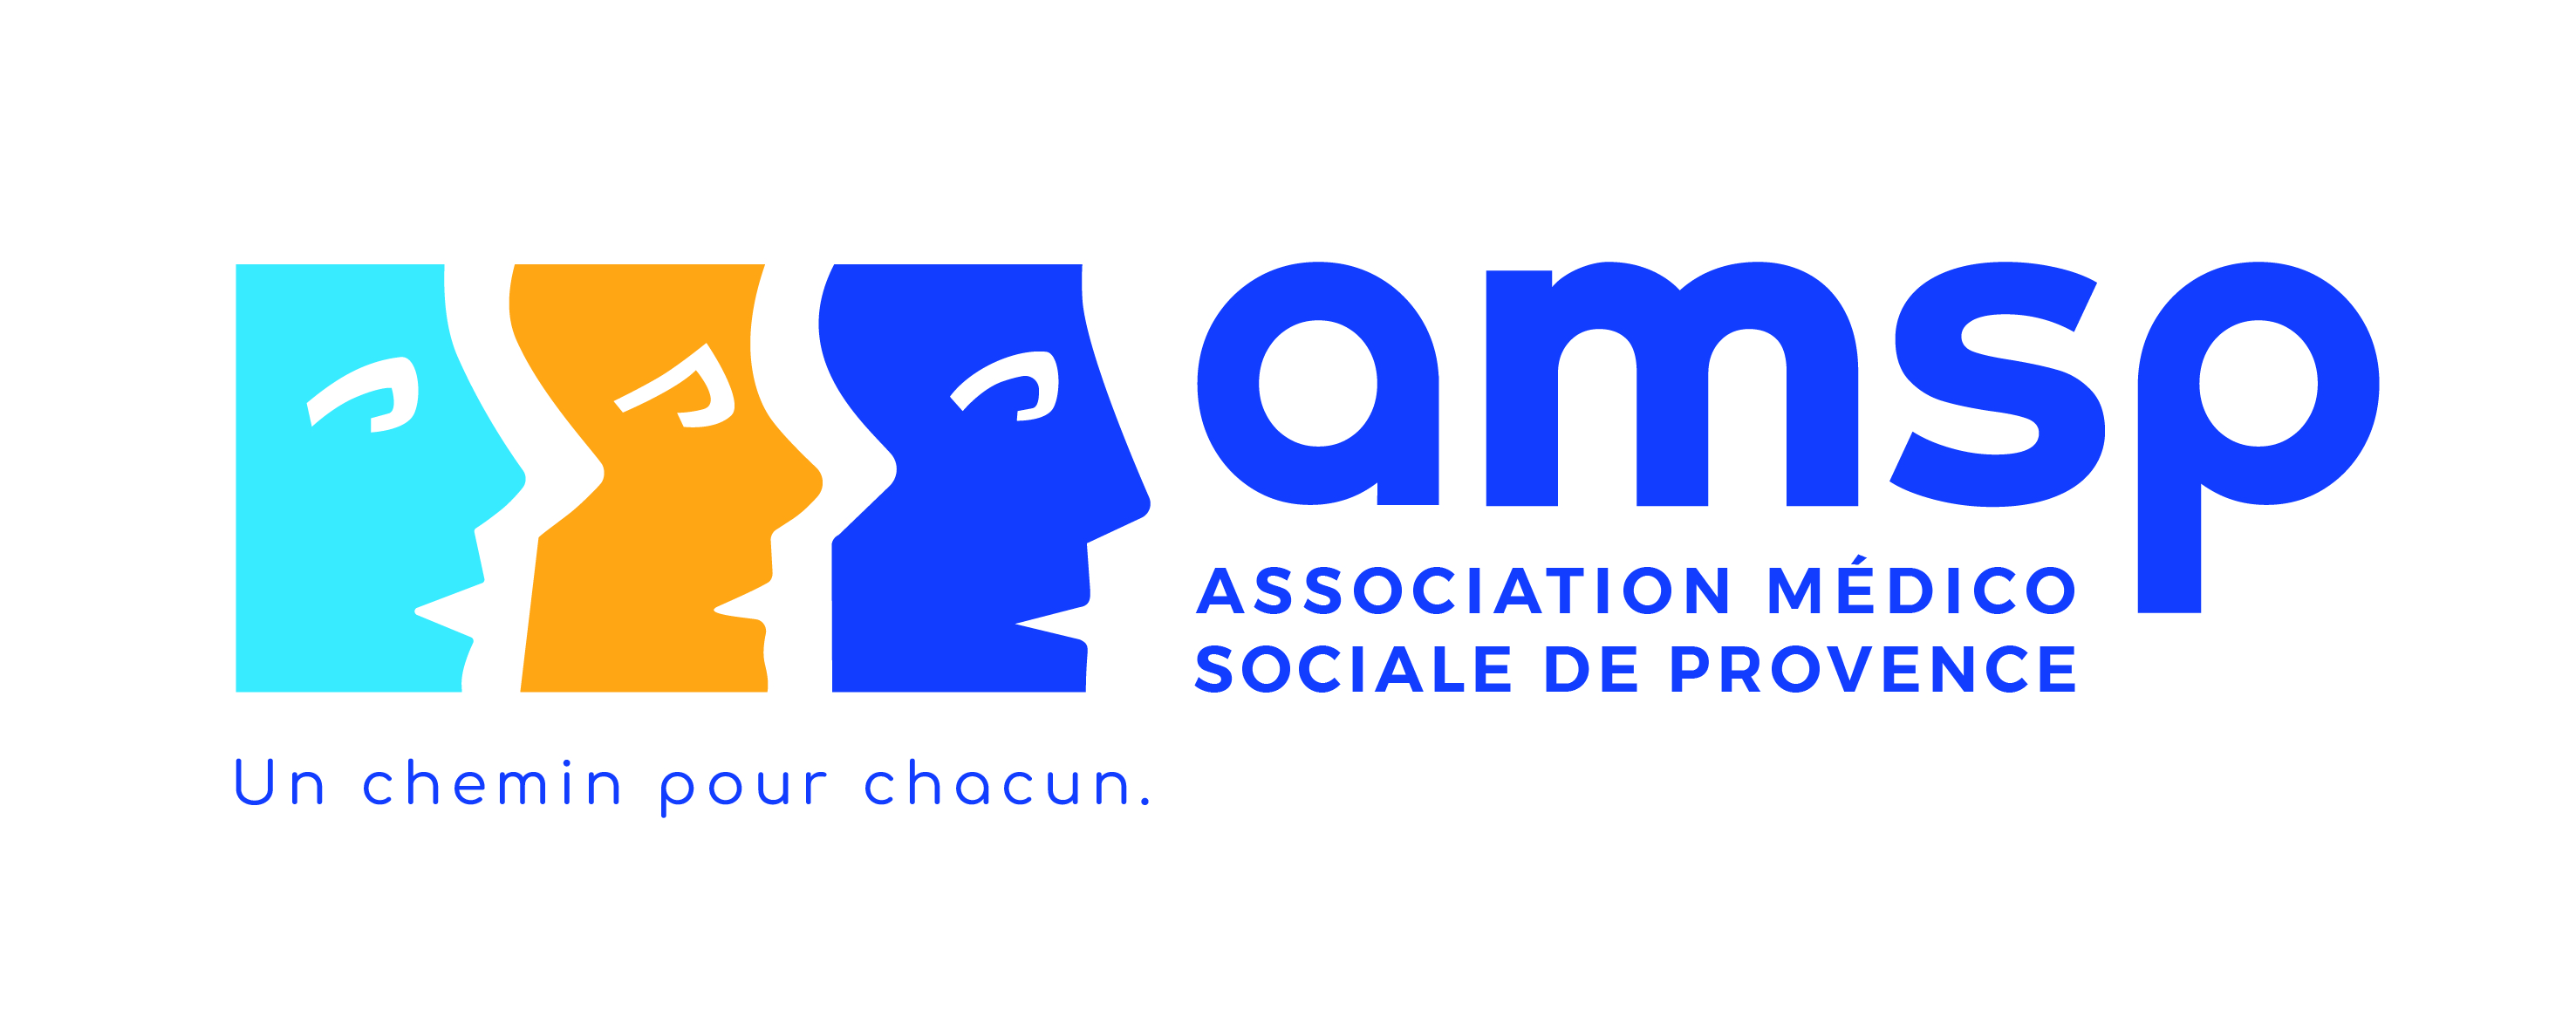 amsp
ASSOCIATION MÉDICO
SOCIALE DE PROVENCE
Un chemin pour chacun.